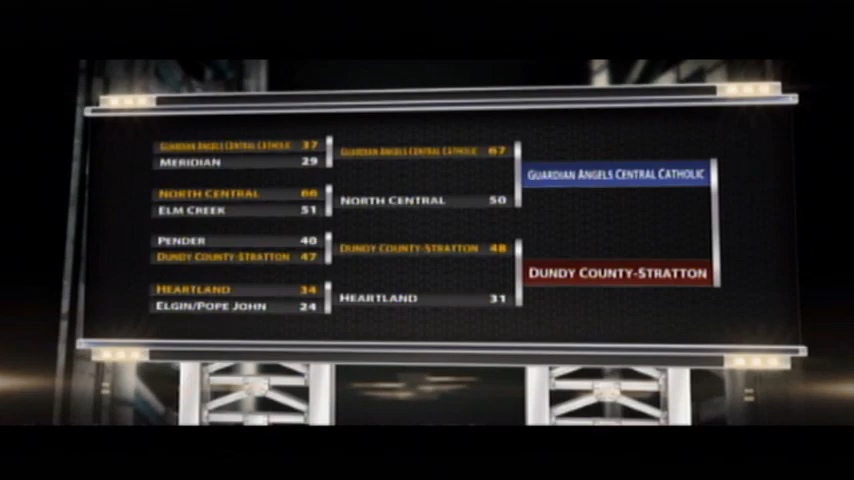 GUARDIAN ANGELS CENTRAL CATHOLIC 37
MERIDIAN 29
NORTH CENTRAL 66
ELM CREEK 51
PENDER 40
DUNDY COUNTY-STRATTON 47
HEARTLAND 34
ELGIN/POPE JOHN 24
GUARDIAN ANGELS CENTRAL CATHOLIC 67
NORTH CENTRAL 50
DUNDY COUNTY-STRATTON 48
HEARTLAND 31
GUARDIAN ANGELS CENTRAL CATHOLIC
DUNDY COUNTY-STRATTON